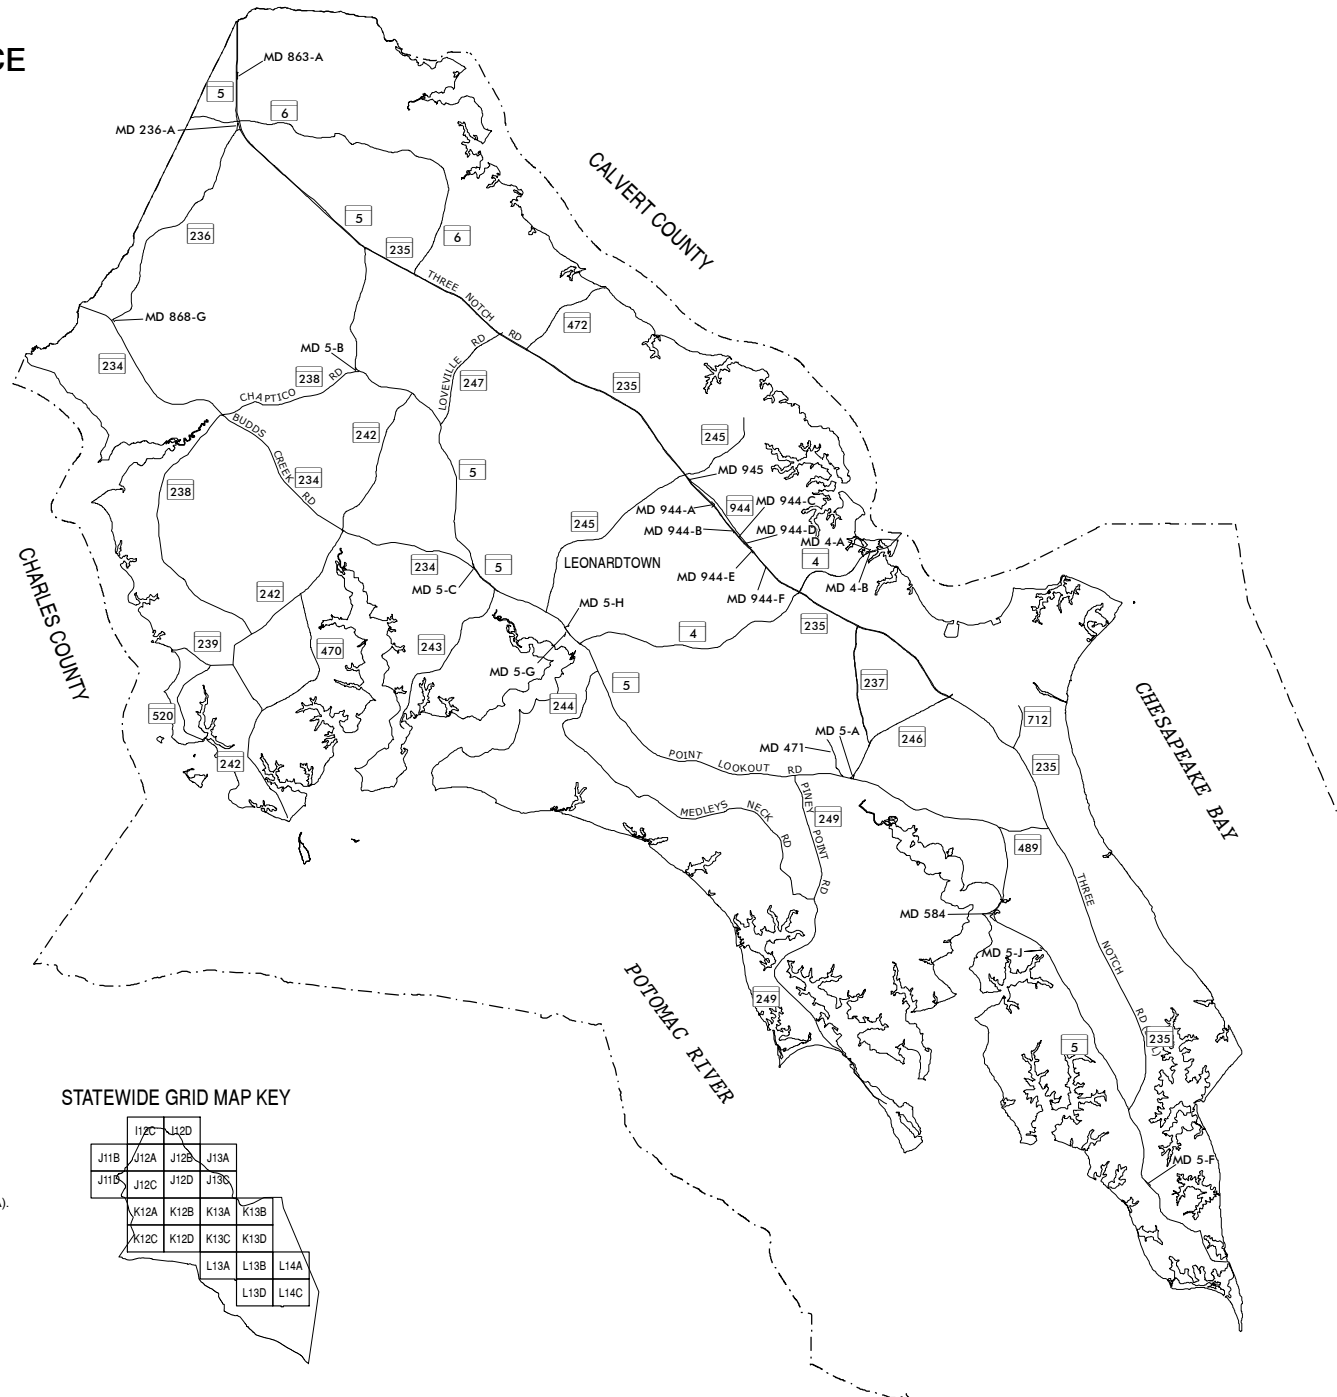 CE
MD 863-A
5
6
MD 236-A
CALVERT COUNTY
5
236
235
6
THREE NOTCH RD
MD 868-G
472
MD 5-B
234
238
CHAPTICO RD
LOVEVILLE RD
247
235
BUDDS CREEK RD
242
245
234
5
MD 945
238
MD 944-A
944
MD 944-C
245
MD 944-B
MD 944-D
MD 4-A
CHARLES COUNTY
234
5
LEONARDTOWN
4
MD 944-E
MD 5-C
MD 4-B
242
MD 944-F
MD 5-H
235
239
470
243
4
MD 5-G
5
237
244
520
712
MD 5-A
246
MD 471
CHESAPEAKE BAY
242
POINT LOOKOUT RD
235
MEDLEYS NECK RD
PINEY POINT RD
249
489
THREE NOTCH RD
MD 584
MD 5-J
POTOMAC RIVER
249
235
5
MD 5-F
STATEWIDE GRID MAP KEY
I12C I12D
J11B J12A J12B J13A
J11D J12C J12D J13C
K12A K12B K13A K13B
K12C K12D K13C K13D
L13A L13B L14A
L13D L14C
A).